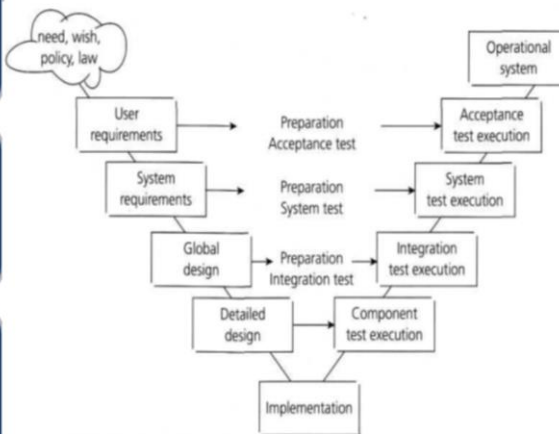 need, wish,
policy, law
Operational
system
User
requirements
Preparation
Acceptance test
Acceptance
test execution
System
requirements
Preparation
System test
System
test execution
Global
design
Preparation
Integration test
Integration
test execution
Detailed
design
Component
test execution
Implementation